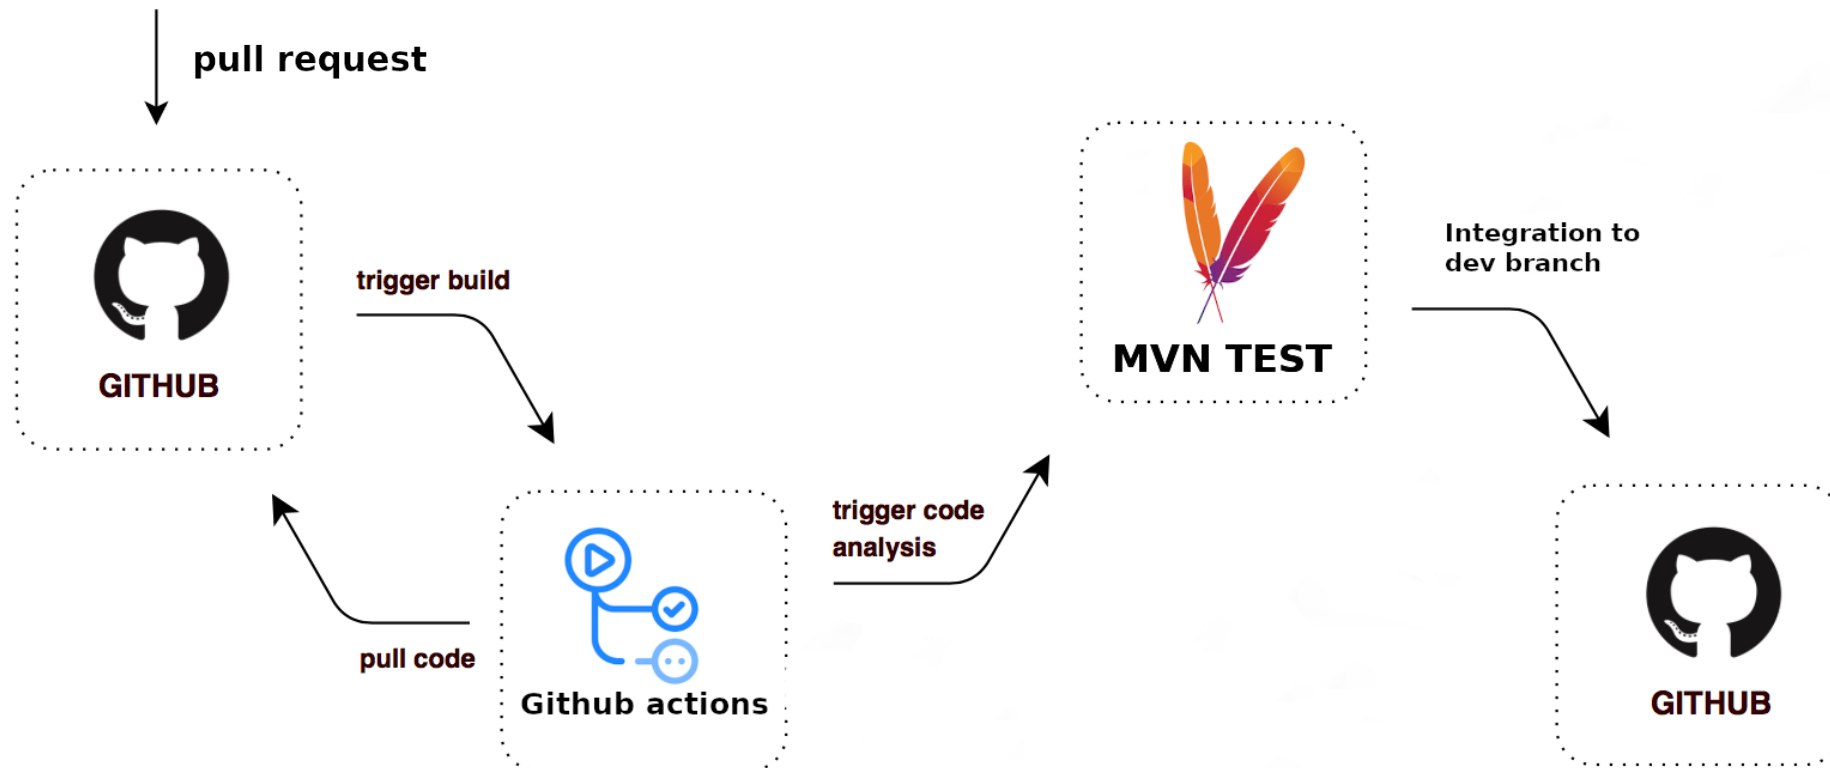 pull request
GITHUB
trigger build
pull code
Github actions
trigger code
analysis
MVN TEST
Integration to
dev branch
GITHUB